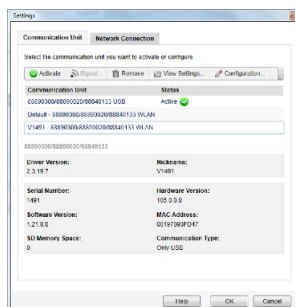 Settings
Communication Unit
Network Connection
Select the communication unit you want to activate or configure
Activate
Signal...
Remove
View Settings...
Configuration...
Communication Unit
Status
88890300/88890020/88840133 USB
Active
Default - 88890300/88890020/88840133 WLAN
V1491 - 88890300/88890020/88840133 WLAN
88890300/88890020/88840133
Driver Version:
Nickname:
2.3.19.7
V1491
Serial Number:
Hardware Version:
1491
105.0.0.0
Software Version:
MAC Address:
1.21.0.0
00197093FD47
SD Memory Space:
Communication Type:
0
Only USB
Help
OK
Cancel